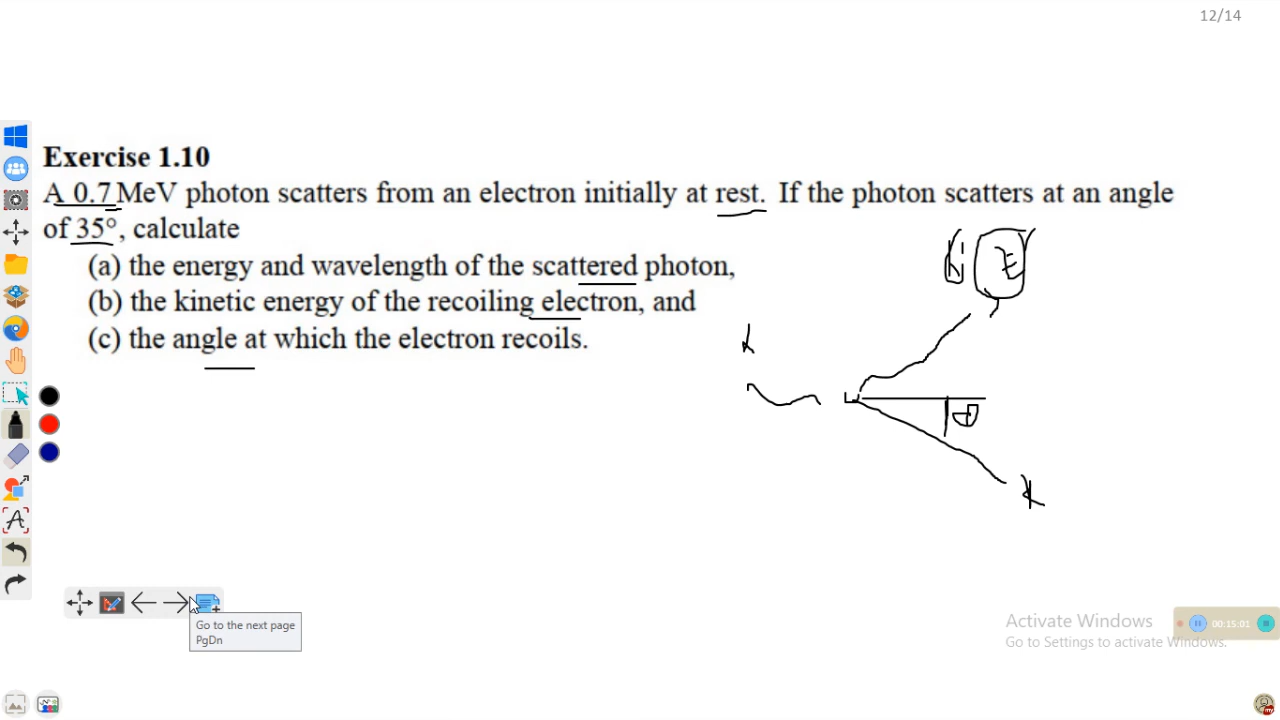 12/14
Exercise 1.10
A 0.7 MeV photon scatters from an electron initially at rest. If the photon scatters at an angle
of 35°, calculate
(a) the energy and wavelength of the scattered photon,
(b) the kinetic energy of the recoiling electron, and
(c) the angle at which the electron recoils.
Go to the next page
PgDn
Activate Windows
Go to Settings to activate Windows.
00:15:01